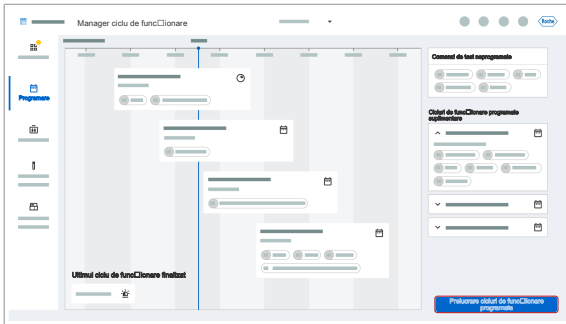 Manager ciclu de func□ionare
Roche
Comenzi de test neprogramate
Programare
Cicluri de func□ionare programate
suplimentare
Ultimul ciclu de func□ionare finalizat
Prelucrare cicluri de func□ionare
programate